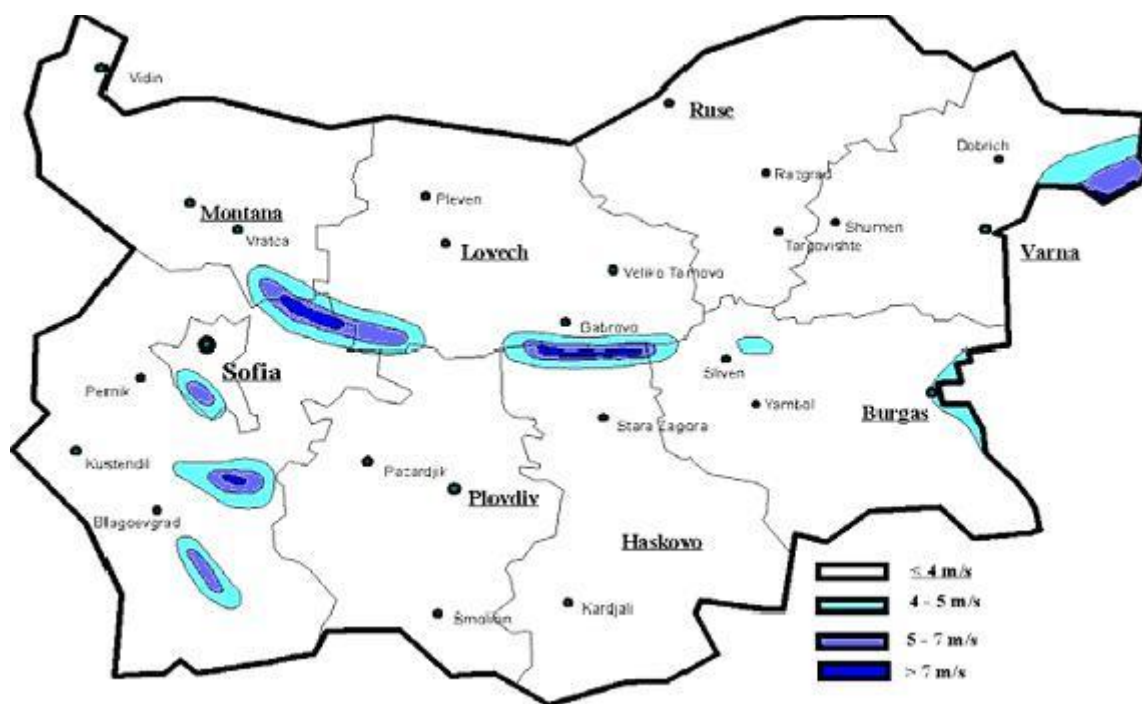 Vidin
Ruse
Dobrich
Razgrad
Pleven
Montana
Shumen
Vratca
Targovishte
Lovech
Varna
Veliko Tarnovo
Gabrovo
Sofia
Sliven
Pernik
Yambol
Burgas
Stara Zagora
Kustendil
Pazardjik
Plovdiv
Bllagoevgrad
Haskovo
≤ 4 m/s
4 - 5 m/s
Kardjali
Smolian
5 - 7 m/s
> 7 m/s